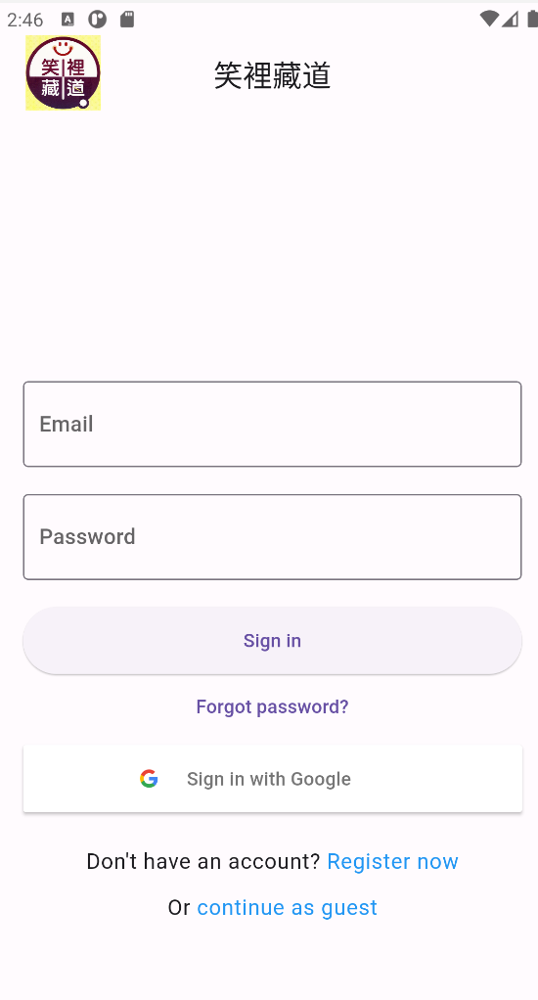 2:46
A
笑裡
藏道
笑裡藏道
Email
Password
Sign in
Forgot password?
G Sign in with Google
Don't have an account? Register now
Or continue as guest